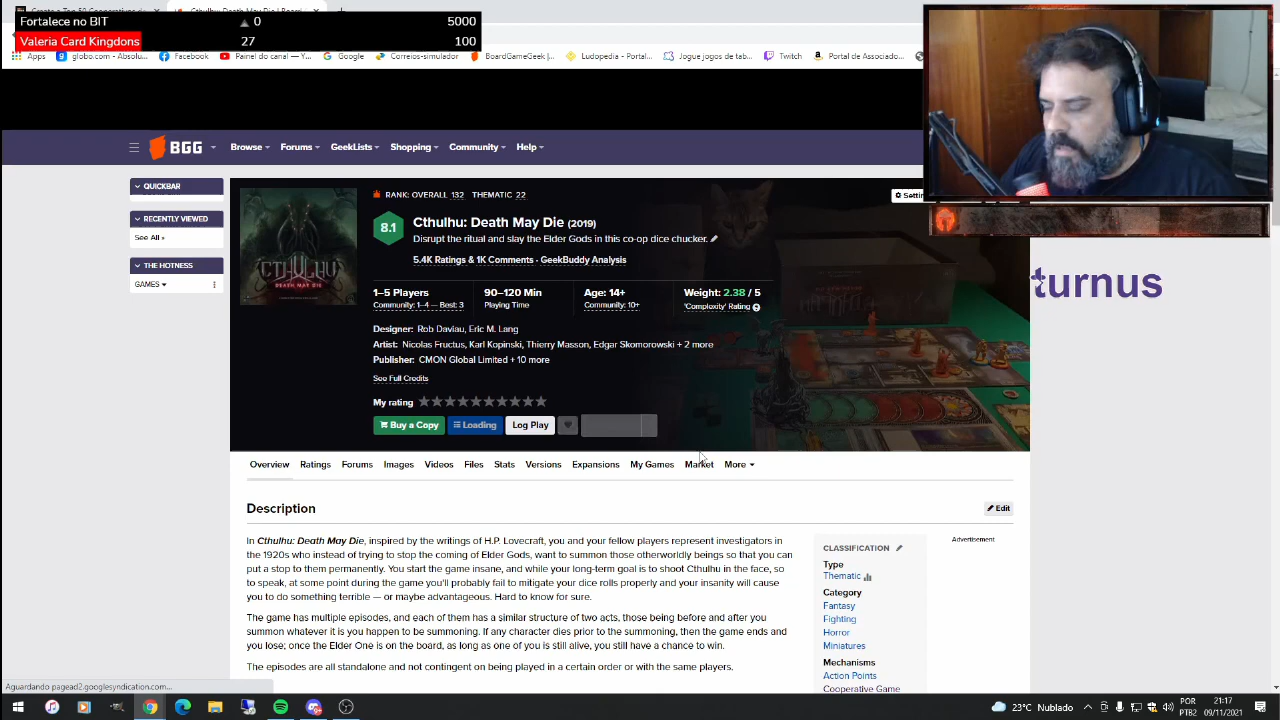 Create a Top 50 Cooperatives
Cthulhu: Death May Die | Board
Fortalece no BIT 0 5000
Valeria Card Kingdons 27 100
Apps globo.com - Absolu... Facebook Painel do canal — Y... Google Correios-simulador BoardGameGeek |... Ludopedia - Portal... Jogue jogos de tab... Twitch Portal de Associado...
BGG Browse Forums GeekLists Shopping Community Help
QUICKBAR
RECENTLY VIEWED
See All
THE HOTNESS
GAMES
RANK: OVERALL 132 THEMATIC 22
Settin
8.1
Cthulhu: Death May Die (2019)
Disrupt the ritual and slay the Elder Gods in this co-op dice chucker.
5.4K Ratings & 1K Comments · GeekBuddy Analysis
CTHULHU
DEATH MAY DIE
1–5 Players 90–120 Min Age: 14+ Weight: 2.38 / 5
Community: 1–4 — Best: 3 Playing Time Community: 10+ 'Complexity' Rating
Designer: Rob Daviau, Eric M. Lang
Artist: Nicolas Fructus, Karl Kopinski, Thierry Masson, Edgar Skomorowski + 2 more
Publisher: CMON Global Limited + 10 more
See Full Credits
My rating
Buy a Copy Loading Log Play
turnus
Overview Ratings Forums Images Videos Files Stats Versions Expansions My Games Market More
Description
Edit
In Cthulhu: Death May Die, inspired by the writings of H.P. Lovecraft, you and your fellow players represent investigators in
the 1920s who instead of trying to stop the coming of Elder Gods, want to summon those otherworldly beings so that you can
put a stop to them permanently. You start the game insane, and while your long-term goal is to shoot Cthulhu in the face, so
to speak, at some point during the game you'll probably fail to mitigate your dice rolls properly and your insanity will cause
you to do something terrible — or maybe advantageous. Hard to know for sure.
The game has multiple episodes, and each of them has a similar structure of two acts, those being before and after you
summon whatever it is you happen to be summoning. If any character dies prior to the summoning, then the game ends and
you lose; once the Elder One is on the board, as long as one of you is still alive, you still have a chance to win.
The episodes are all standalone and not contingent on being played in a certain order or with the same players.
CLASSIFICATION
Type
Thematic
Category
Fantasy
Fighting
Horror
Miniatures
Mechanisms
Action Points
Cooperative Game
Advertisement
Aguardando pagead2.googlesyndication.com...
23°C Nublado
POR
PTB2
21:17
09/11/2021